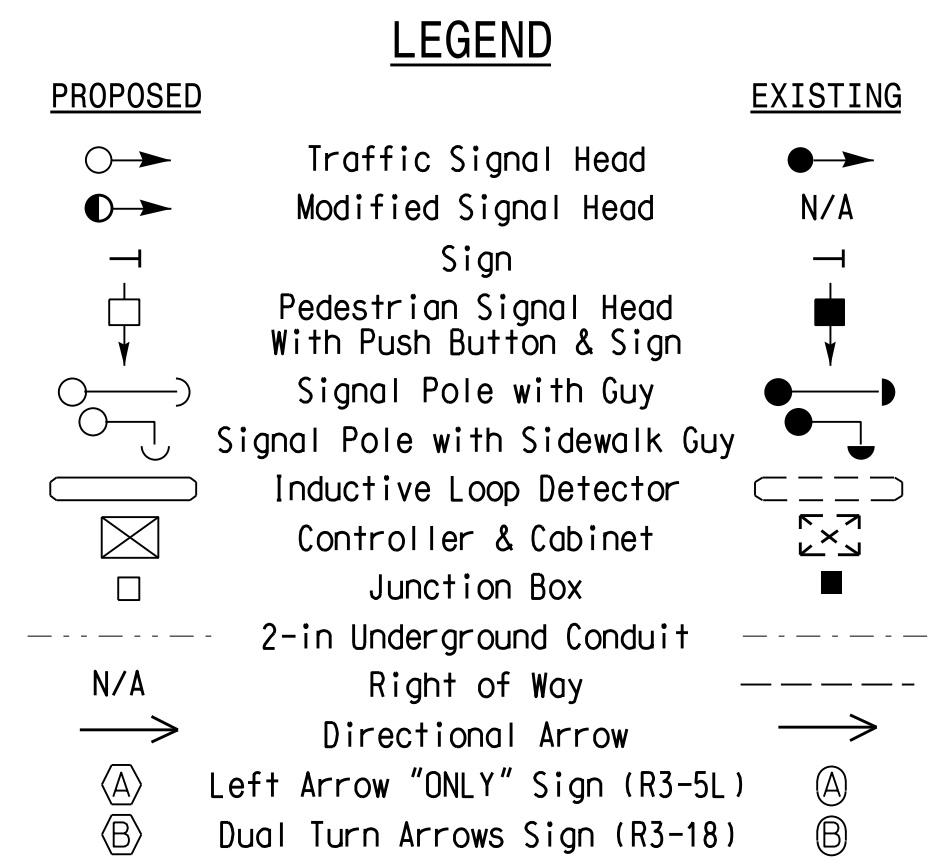 LEGEND
PROPOSED EXISTING
Traffic Signal Head
Modified Signal Head N/A
Sign
Pedestrian Signal Head
With Push Button & Sign
Signal Pole with Guy
Signal Pole with Sidewalk Guy
Inductive Loop Detector
Controller & Cabinet
Junction Box
2-in Underground Conduit
N/A Right of Way
Directional Arrow
A Left Arrow "ONLY" Sign (R3-5L) A
B Dual Turn Arrows Sign (R3-18) B